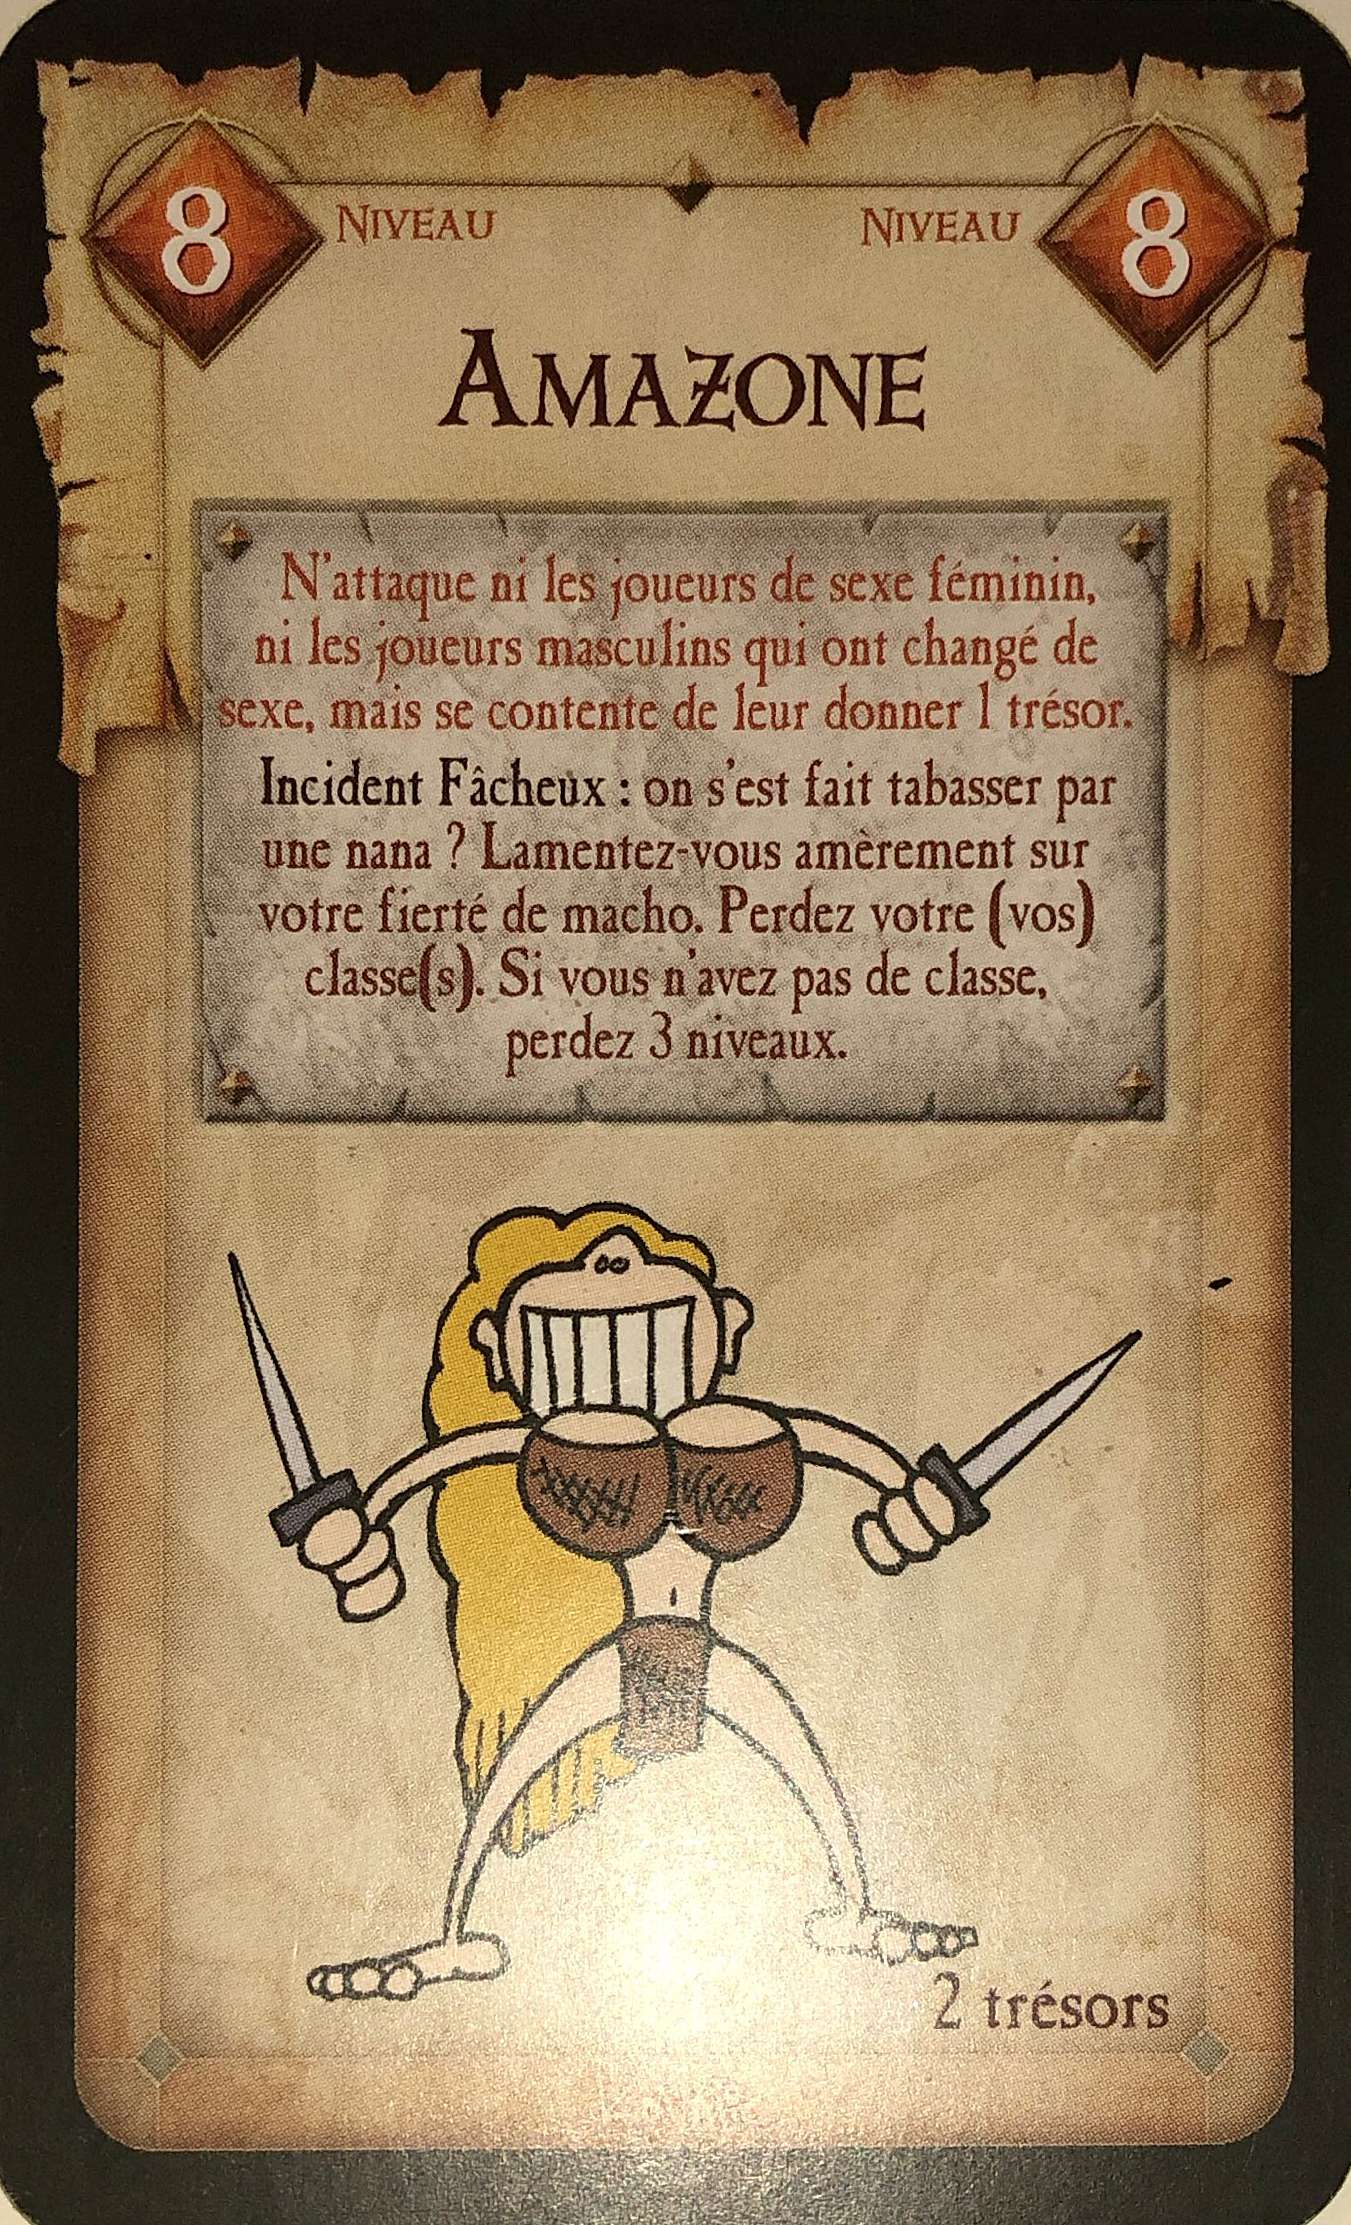 8 Niveau Niveau 8
Amazone
N'attaque ni les joueurs de sexe féminin,
ni les joueurs masculins qui ont changé de
sexe, mais se contente de leur donner 1 trésor.
Incident Fâcheux : on s'est fait tabasser par
une nana ? Lamentez-vous amèrement sur
votre fierté de macho. Perdez votre (vos)
classe(s). Si vous n'avez pas de classe,
perdez 3 niveaux.
2 trésors